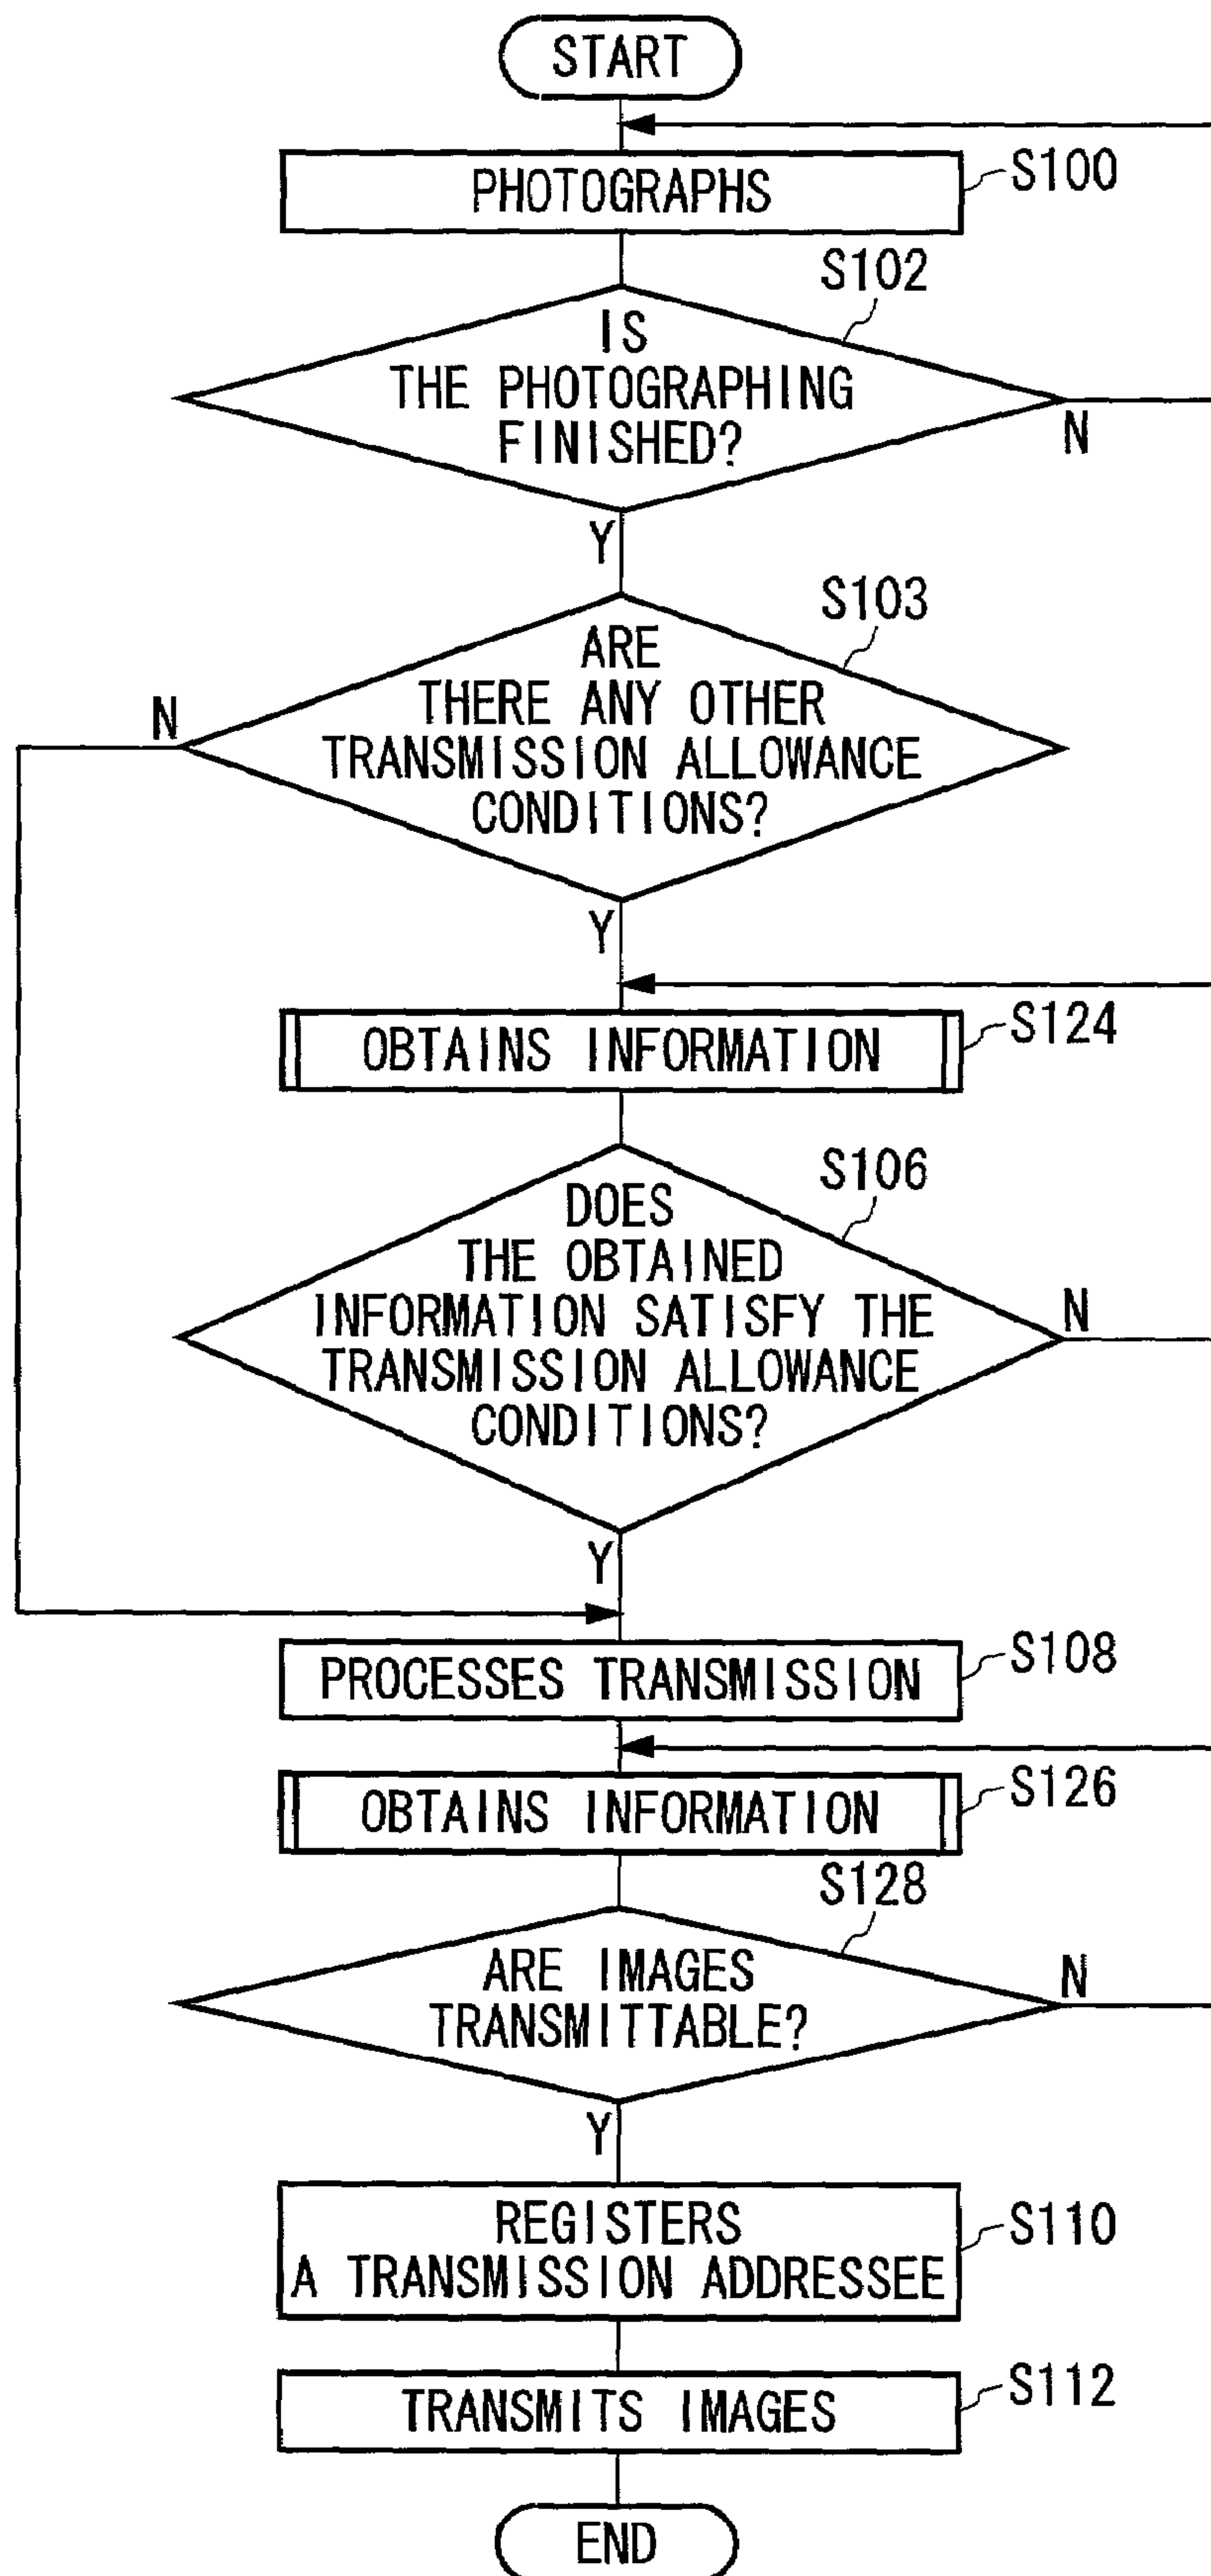 START
PHOTOGRAPHS
S100
S102
IS
THE PHOTOGRAPHING
FINISHED?
N
Y
S103
ARE
THERE ANY OTHER
TRANSMISSION ALLOWANCE
CONDITIONS?
N
Y
OBTAINS INFORMATION
S124
S106
DOES
THE OBTAINED
INFORMATION SATISFY THE
TRANSMISSION ALLOWANCE
CONDITIONS?
N
Y
PROCESSES TRANSMISSION
S108
OBTAINS INFORMATION
S126
S128
ARE IMAGES
TRANSMITTABLE?
N
Y
REGISTERS
A TRANSMISSION ADDRESSEE
S110
TRANSMITS IMAGES
S112
END